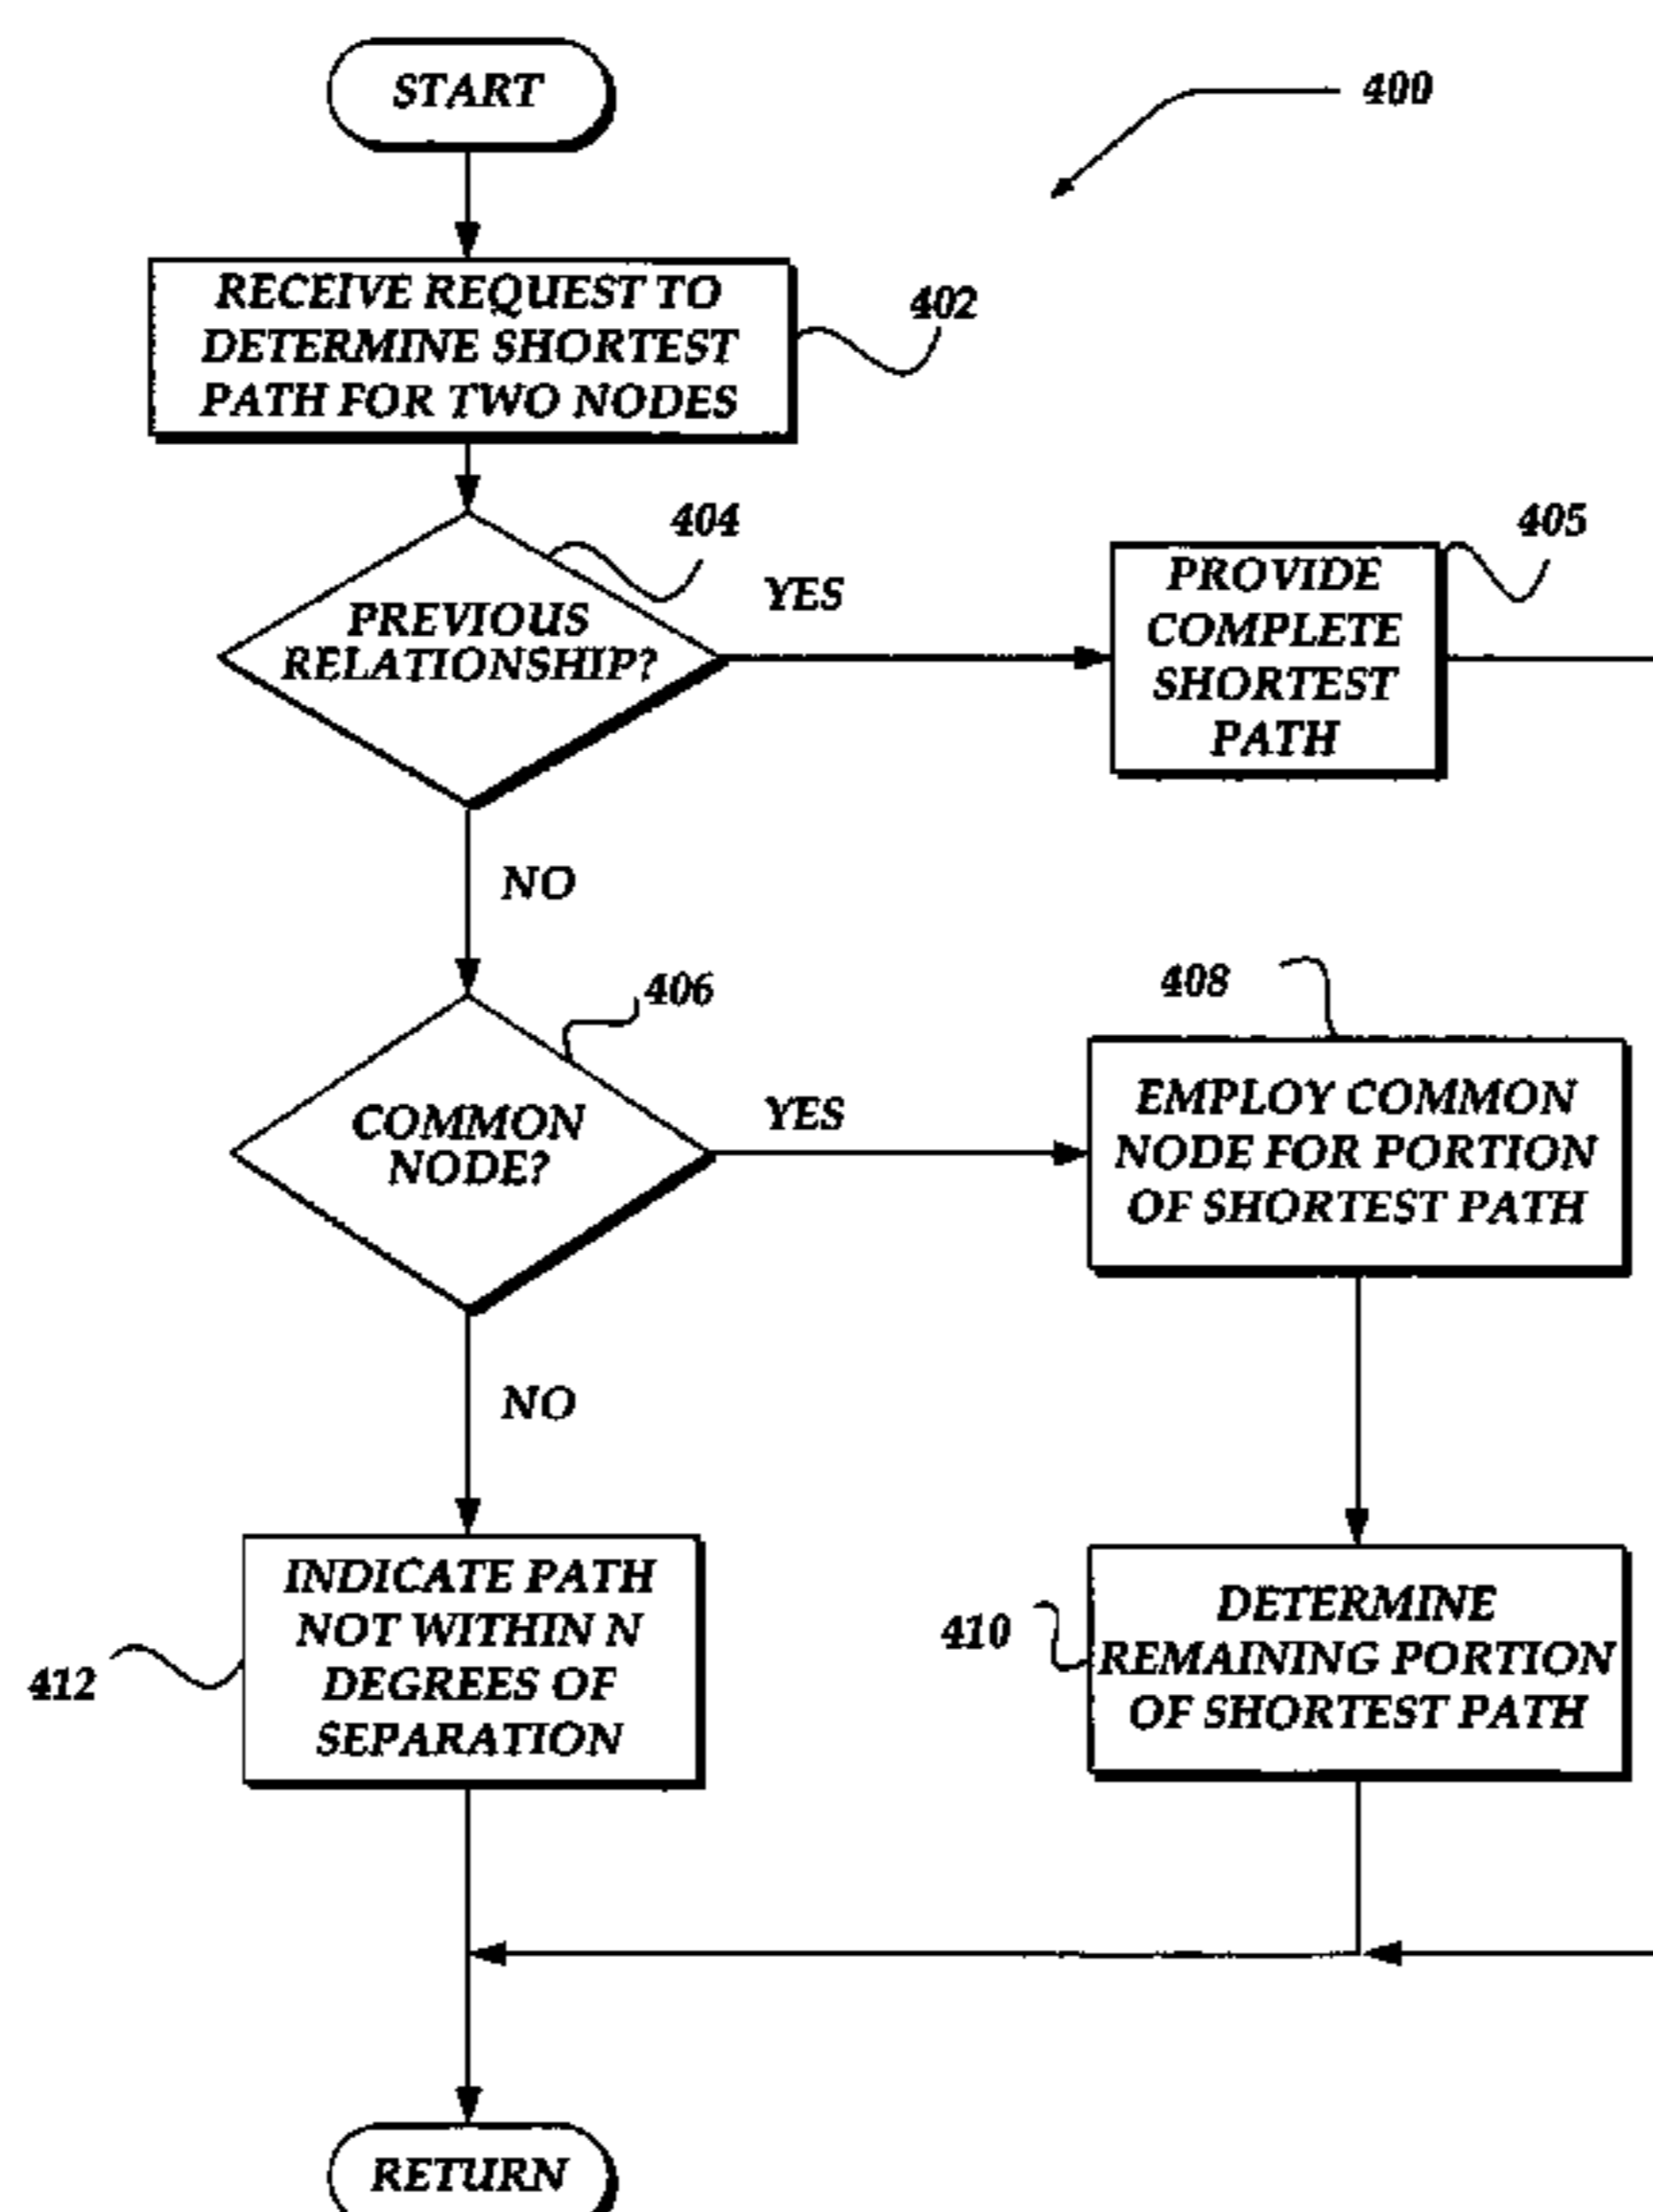 START
400
RECEIVE REQUEST TO
DETERMINE SHORTEST
PATH FOR TWO NODES
402
404
PREVIOUS
RELATIONSHIP?
YES
405
PROVIDE
COMPLETE
SHORTEST
PATH
NO
406
COMMON
NODE?
YES
408
EMPLOY COMMON
NODE FOR PORTION
OF SHORTEST PATH
NO
412
INDICATE PATH
NOT WITHIN N
DEGREES OF
SEPARATION
410
DETERMINE
REMAINING PORTION
OF SHORTEST PATH
RETURN